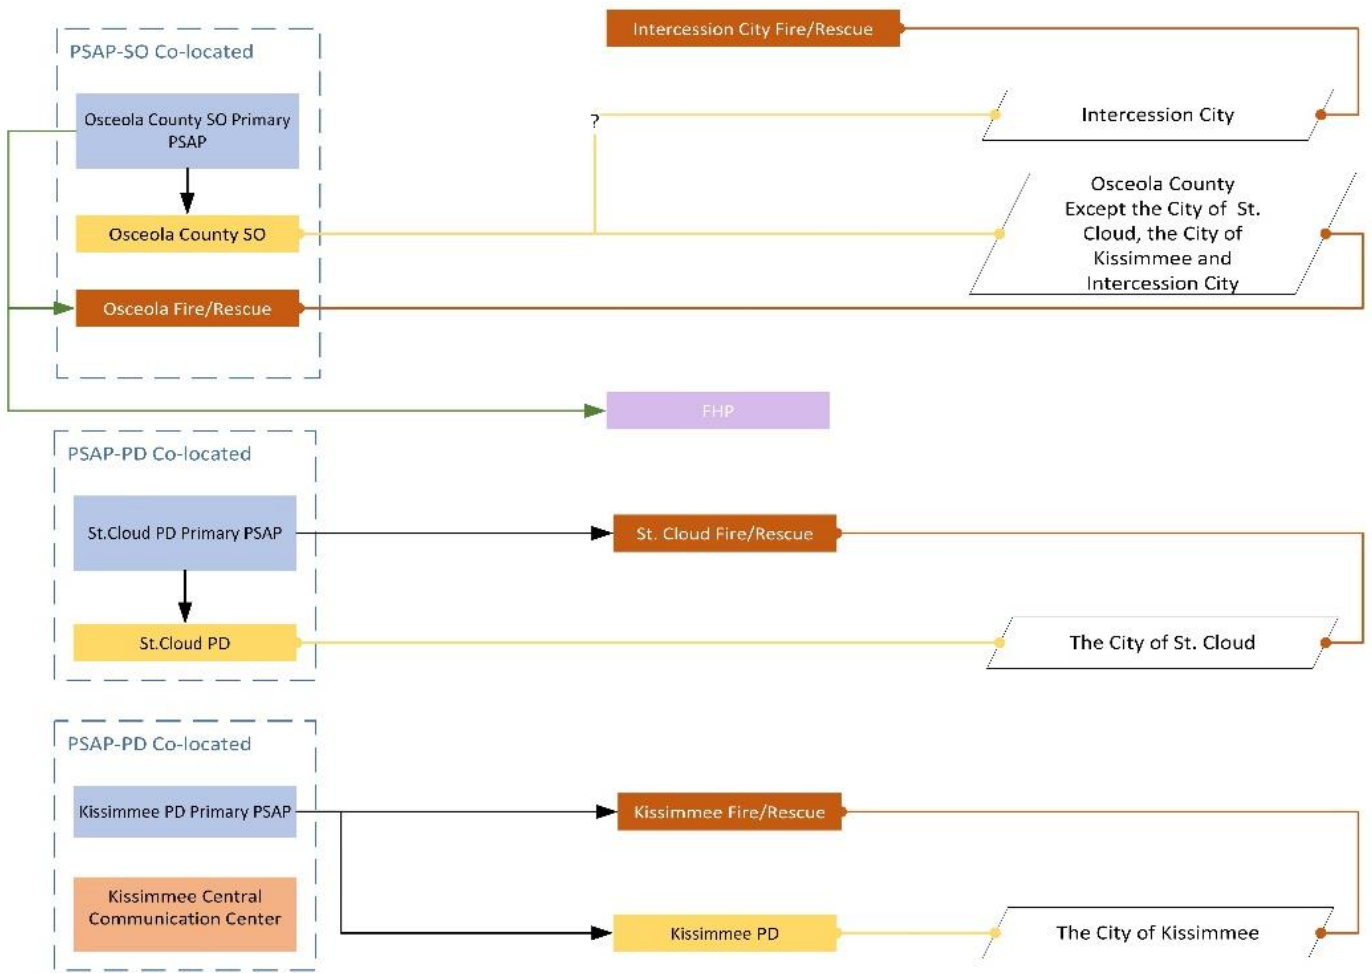 PSAP-SO Co-located
Intercession City Fire/Rescue
Osceola County SO Primary
PSAP
?
Intercession City
Osceola County SO
Osceola County
Except the City of St.
Cloud, the City of
Kissimmee and
Intercession City
Osceola Fire/Rescue
FHP
PSAP-PD Co-located
St.Cloud PD Primary PSAP
St. Cloud Fire/Rescue
St.Cloud PD
The City of St. Cloud
PSAP-PD Co-located
Kissimmee PD Primary PSAP
Kissimmee Fire/Rescue
Kissimmee Central
Communication Center
Kissimmee PD
The City of Kissimmee